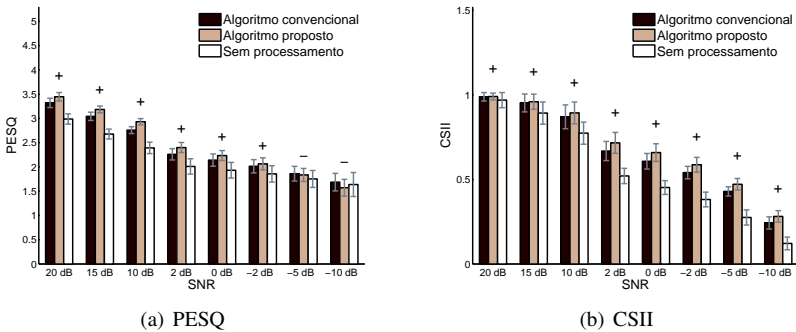 5
4.5
4
3.5
3
2.5
2
1.5
1
0.5
0
PESQ
Algoritmo convencional
Algoritmo proposto
Sem processamento
+ + + + + + − −
20 dB 15 dB 10 dB 2 dB 0 dB −2 dB −5 dB −10 dB
SNR
(a) PESQ
1.5
1
0.5
0
CSII
Algoritmo convencional
Algoritmo proposto
Sem processamento
+ + + + + + + +
20 dB 15 dB 10 dB 2 dB 0 dB −2 dB −5 dB −10 dB
SNR
(b) CSII